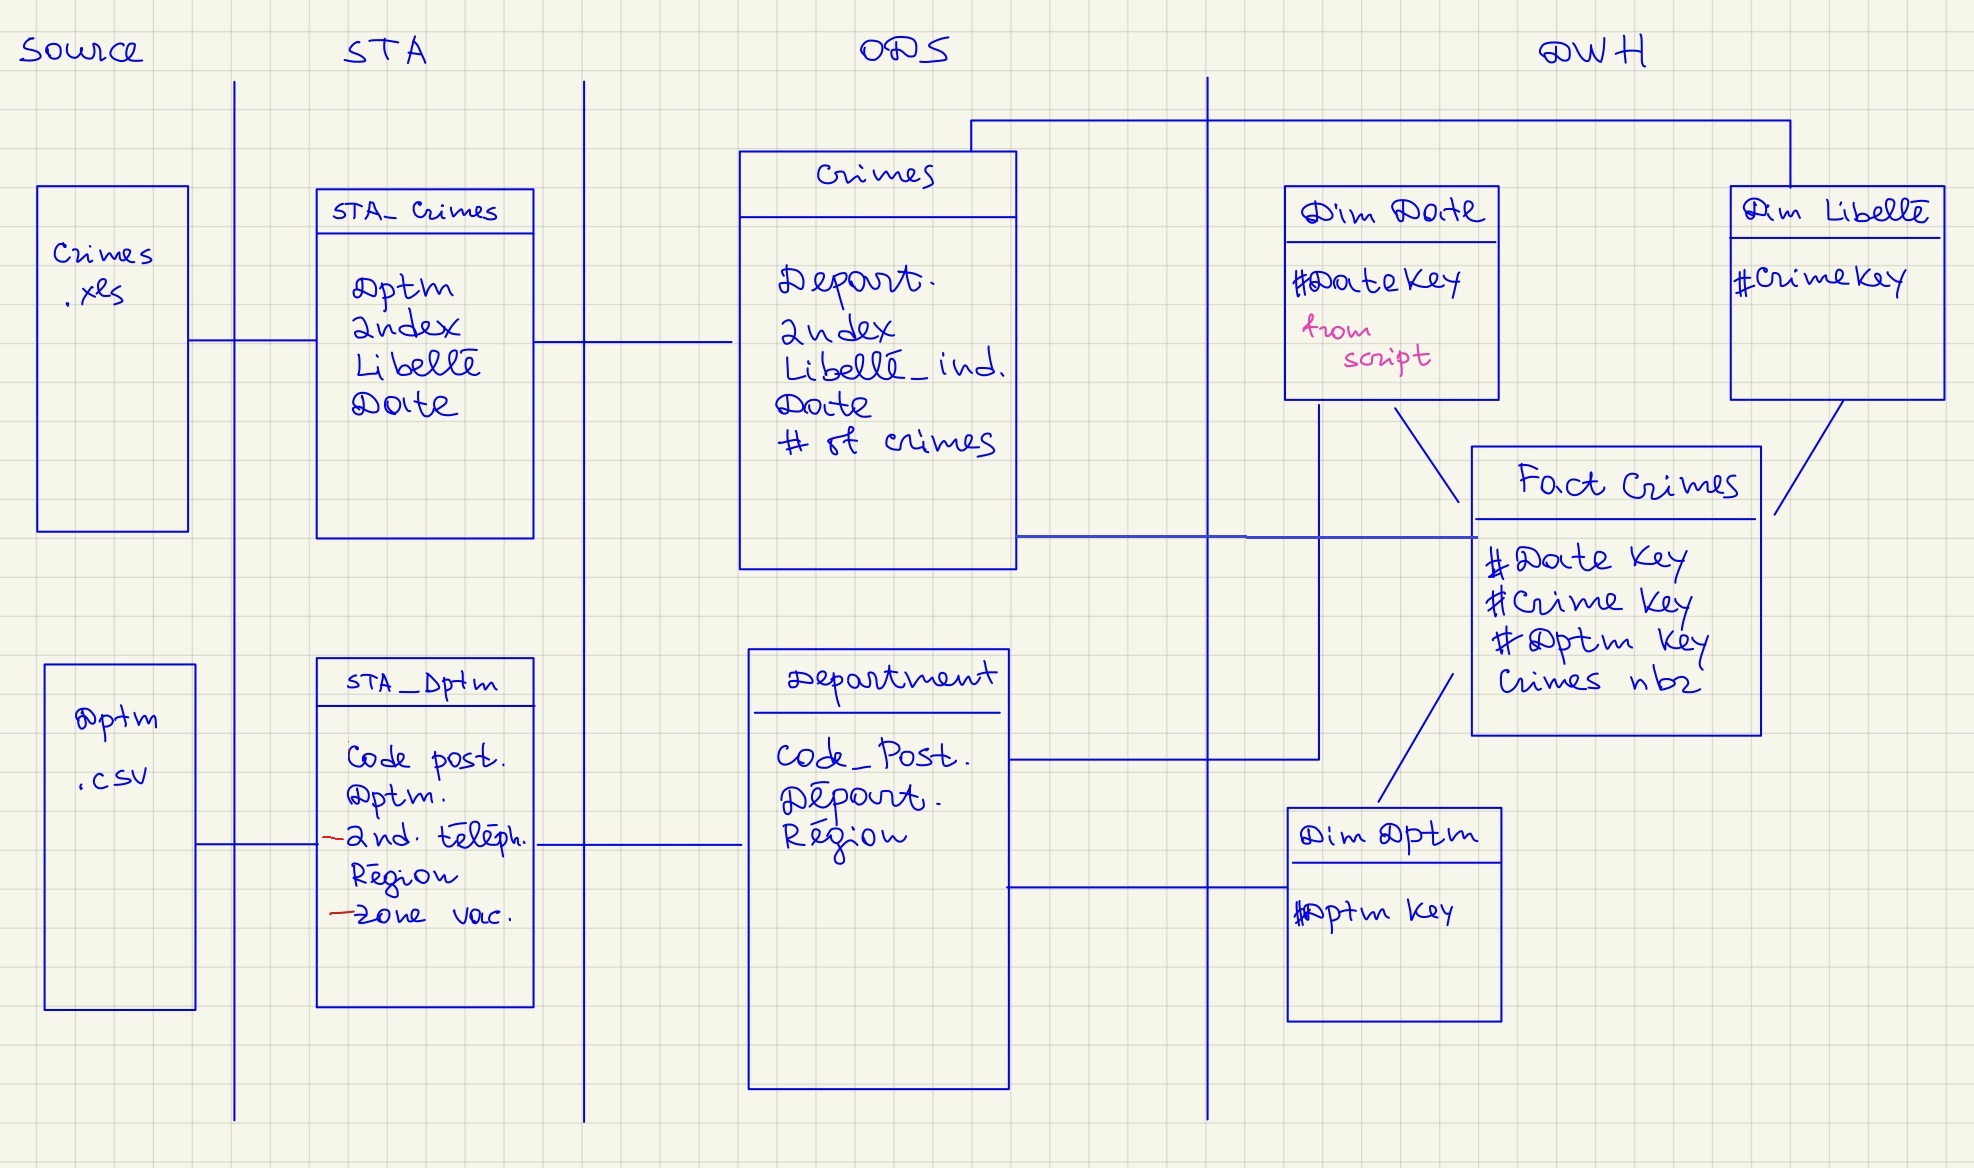 Source
STA
ODS
DWH
Crimes
.xls
STA_Crimes
Dptm
Index
Libellé
Date
Crimes
Depart.
Index
Libellé_ind.
Date
# of crimes
Dim Date
#DateKey
from
script
Dim Libellé
#CrimeKey
Fact Crimes
#Date Key
#Crime Key
#Dptm Key
Crimes nbr
Dptm
.csv
STA_Dptm
Code post.
Dptm.
Ind. téléph.
Région
Zone vac.
Department
Code_Post.
Départ.
Région
Dim Dptm
#Dptm Key